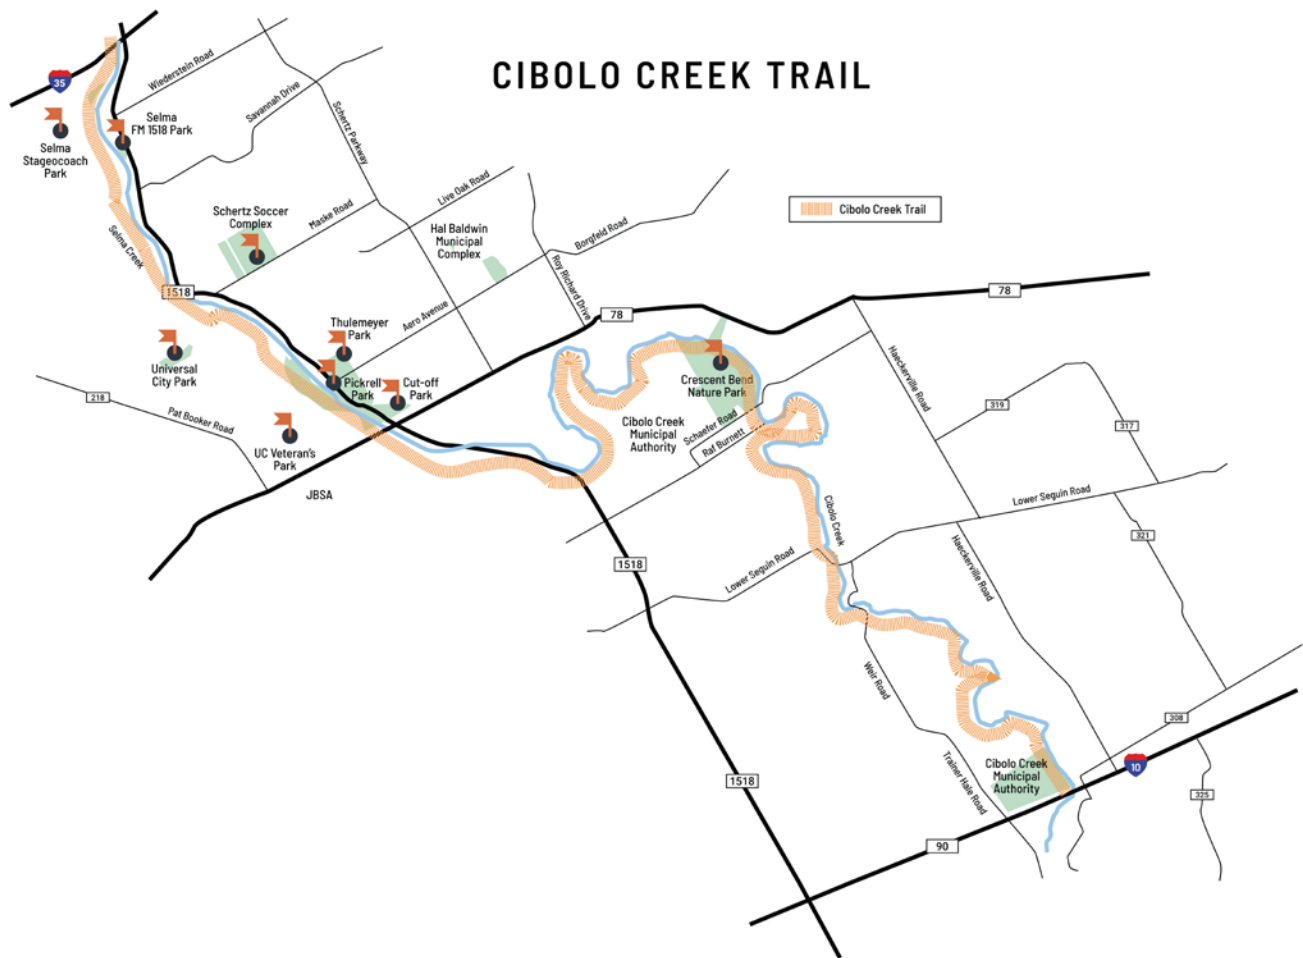 CIBOLO CREEK TRAIL
35
Wiederstein Road
Savannah Drive
Selma
FM 1518 Park
Selma
Stageocoach
Park
Schertz Parkway
Live Oak Road
Cibolo Creek Trail
Schertz Soccer
Complex
Maske Road
Hal Baldwin
Municipal
Complex
Borgfeld Road
Selma Creek
Roy Richard Drive
1518
78
78
Aero Avenue
Thulemeyer
Park
Universal
City Park
Pickrell
Park
Cut-off
Park
Crescent Bend
Nature Park
Haeckerville Road
218
Pat Booker Road
319
317
Cibolo Creek
Municipal
Authority
Schaefer Road
Raf Burnett
UC Veteran's
Park
JBSA
Lower Seguin Road
Cibolo Creek
321
1518
Lower Seguin Road
Haeckerville Road
Weir Road
308
Trainer Hale Road
Cibolo Creek
Municipal
Authority
10
1518
325
90